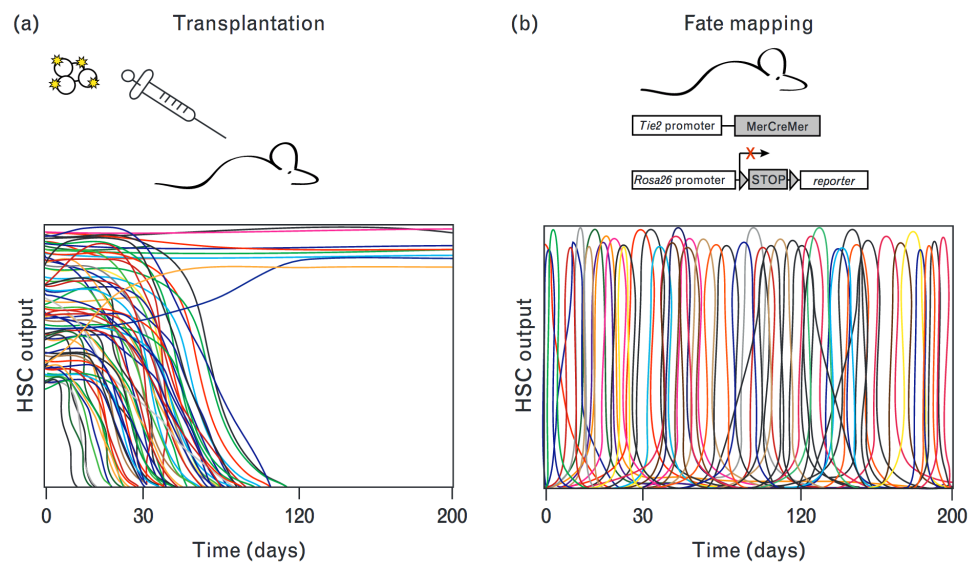 (a) Transplantation
HSC output
0 30 120 200
Time (days)
(b) Fate mapping
Tie2 promoter MerCreMer
X
Rosa26 promoter STOP reporter
HSC output
0 30 120 200
Time (days)